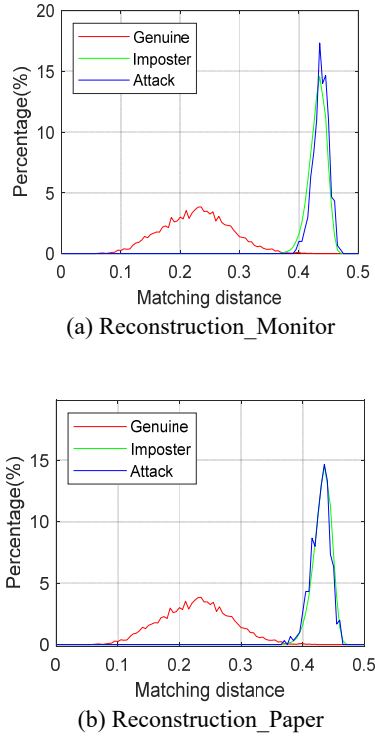 20
15
10
5
0
Percentage(%)
Genuine
Imposter
Attack
0 0.1 0.2 0.3 0.4 0.5
Matching distance
(a) Reconstruction_Monitor
15
10
5
0
Percentage(%)
Genuine
Imposter
Attack
0 0.1 0.2 0.3 0.4 0.5
Matching distance
(b) Reconstruction_Paper